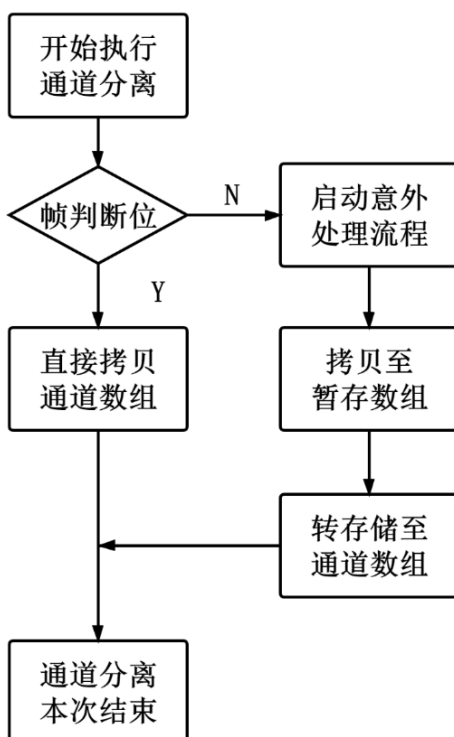 开始执行
通道分离
帧判断位
N
启动意外
处理流程
Y
直接拷贝
通道数组
拷贝至
暂存数组
转存储至
通道数组
通道分离
本次结束